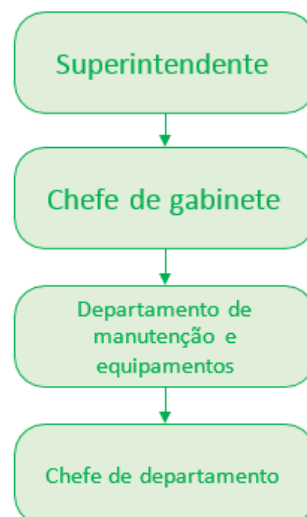 Superintendente
Chefe de gabinete
Departamento de
manutenção e
equipamentos
Chefe de departamento